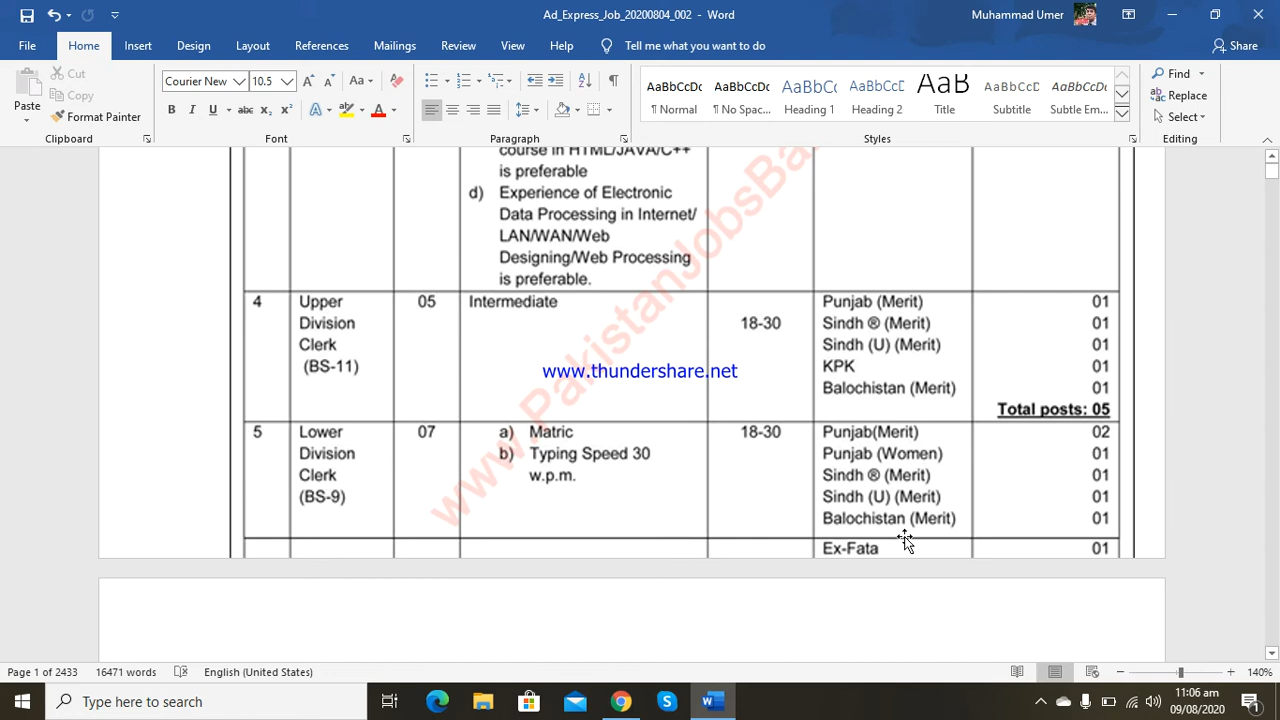 Ad_Express_Job_20200804_002 - Word
Muhammad Umer
File Home Insert Design Layout References Mailings Review View Help Tell me what you want to do Share
Paste
Cut
Copy
Format Painter
Clipboard
Courier New 10.5
Font
Paragraph
AaBbCcDc AaBbCcDc AaBbCc AaBbCcD AaB AaBbCcD AaBbCcDc
¶ Normal ¶ No Spac... Heading 1 Heading 2 Title Subtitle Subtle Em...
Styles
Find
Replace
Select
Editing
course in HTML/JAVA/C++
is preferable
d) Experience of Electronic
Data Processing in Internet/
LAN/WAN/Web
Designing/Web Processing
is preferable.
4 Upper 05 Intermediate Punjab (Merit) 01
Division 18-30 Sindh ® (Merit) 01
Clerk Sindh (U) (Merit) 01
(BS-11) KPK 01
Balochistan (Merit) 01
Total posts: 05
5 Lower 07 a) Matric 18-30 Punjab(Merit) 02
Division b) Typing Speed 30 Punjab (Women) 01
Clerk w.p.m. Sindh ® (Merit) 01
(BS-9) Sindh (U) (Merit) 01
Balochistan (Merit) 01
Ex-Fata 01
www.thundershare.net
www.PakistanJobsBa
Page 1 of 2433 16471 words English (United States) 140%
Type here to search
11:06 am
09/08/2020